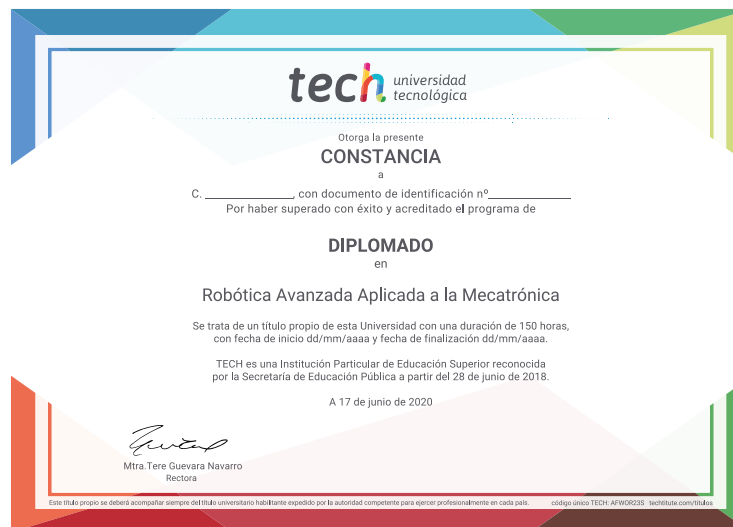 tech universidad
tecnológica
Otorga la presente
CONSTANCIA
a
C. ______________, con documento de identificación nº______________
Por haber superado con éxito y acreditado el programa de
DIPLOMADO
en
Robótica Avanzada Aplicada a la Mecatrónica
Se trata de un título propio de esta Universidad con una duración de 150 horas,
con fecha de inicio dd/mm/aaaa y fecha de finalización dd/mm/aaaa.
TECH es una Institución Particular de Educación Superior reconocida
por la Secretaría de Educación Pública a partir del 28 de junio de 2018.
A 17 de junio de 2020
Mtra.Tere Guevara Navarro
Rectora
Este título propio se deberá acompañar siempre del título universitario habilitante expedido por la autoridad competente para ejercer profesionalmente en cada país. código único TECH: AFWOR23S techtitute.com/títulos